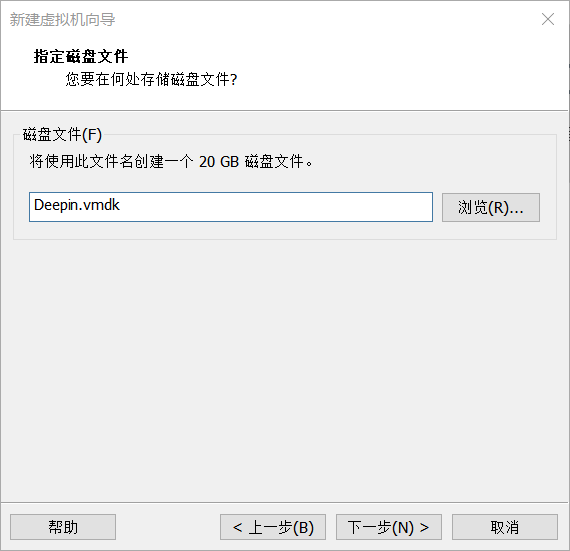 新建虚拟机向导
指定磁盘文件
您要在何处存储磁盘文件?
磁盘文件(F)
将使用此文件名创建一个 20 GB 磁盘文件。
Deepin.vmdk
浏览(R)...
帮助
< 上一步(B)
下一步(N) >
取消